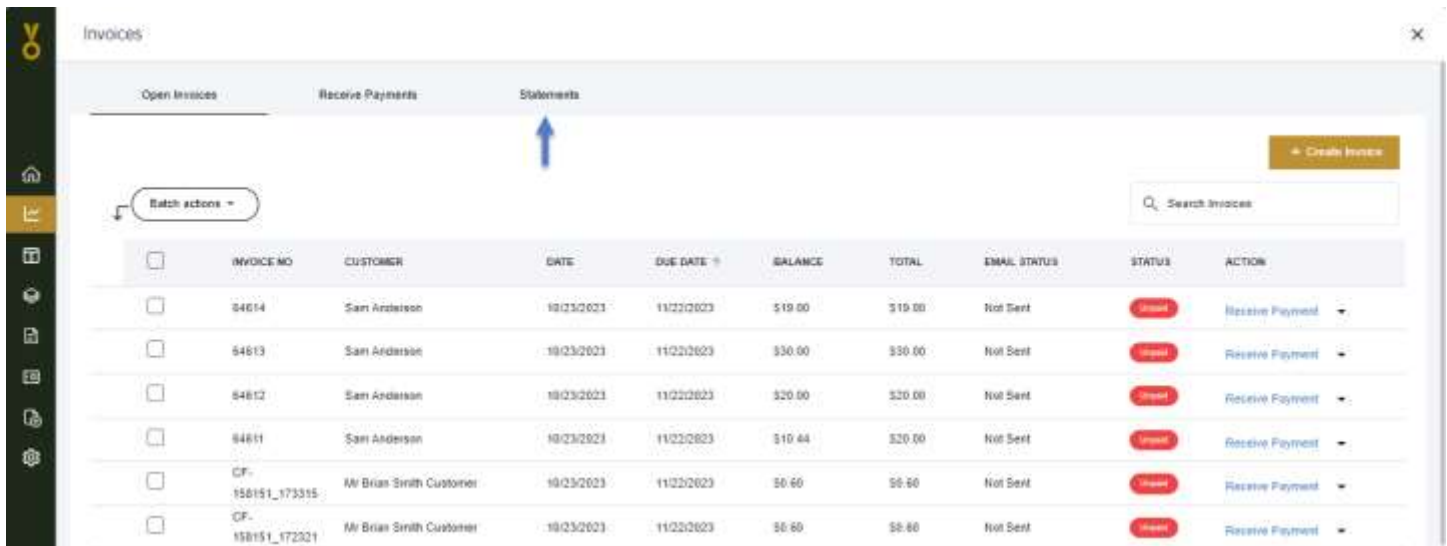 Invoices
Open Invoices Receive Payments Statements
+ Create Invoice
Batch actions
Search Invoices
INVOICE NO CUSTOMER DATE DUE DATE BALANCE TOTAL EMAIL STATUS STATUS ACTION
64614 Sam Anderson 10/23/2023 11/22/2023 $19.00 $19.00 Not Sent Unpaid Receive Payment
64613 Sam Anderson 10/23/2023 11/22/2023 $30.00 $30.00 Not Sent Unpaid Receive Payment
64612 Sam Anderson 10/23/2023 11/22/2023 $20.00 $20.00 Not Sent Unpaid Receive Payment
64611 Sam Anderson 10/23/2023 11/22/2023 $10.44 $20.00 Not Sent Unpaid Receive Payment
CF-
158151_173315 Mr Brian Smith Customer 10/23/2023 11/22/2023 $0.60 $0.60 Not Sent Unpaid Receive Payment
CF-
158151_172321 Mr Brian Smith Customer 10/23/2023 11/22/2023 $0.60 $0.60 Not Sent Unpaid Receive Payment